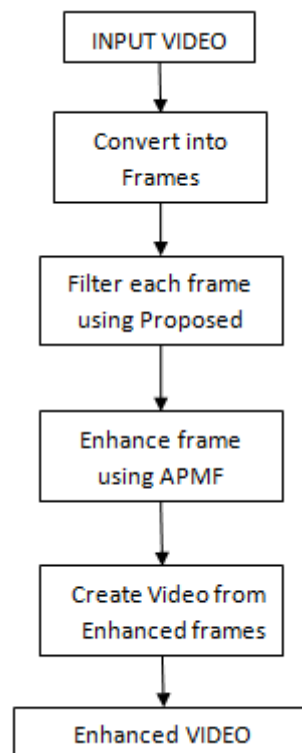 INPUT VIDEO
Convert into
Frames
Filter each frame
using Proposed
Enhance frame
using APMF
Create Video from
Enhanced frames
Enhanced VIDEO